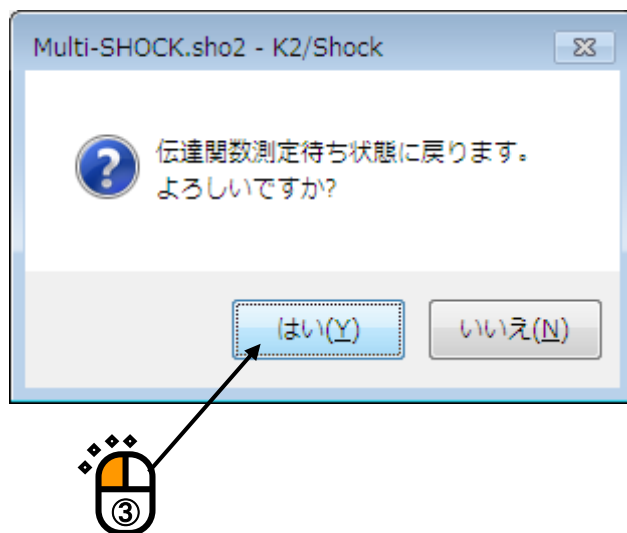 Multi-SHOCK.sho2 - K2/Shock
伝達関数測定待ち状態に戻ります。
よろしいですか?
はい(Y) いいえ(N)
③